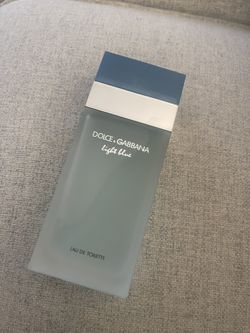 DOLCE & GABBANA
light blue
EAU DE TOILETTE